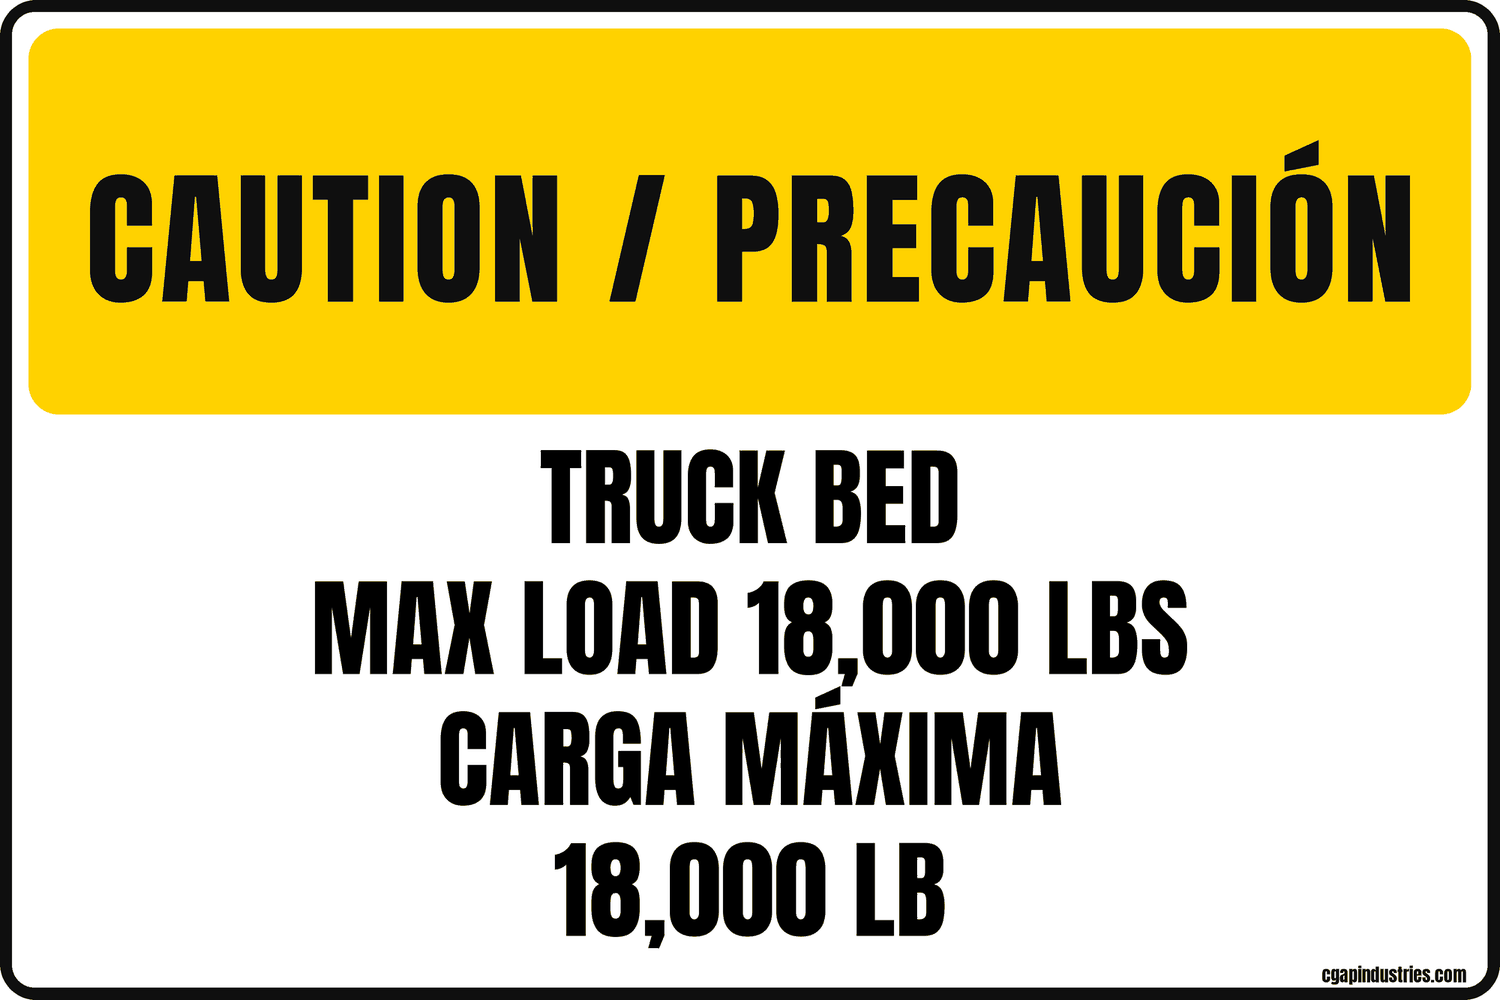 CAUTION / PRECAUCIÓN
TRUCK BED
MAX LOAD 18,000 LBS
CARGA MÁXIMA
18,000 LB
cgapindustries.com